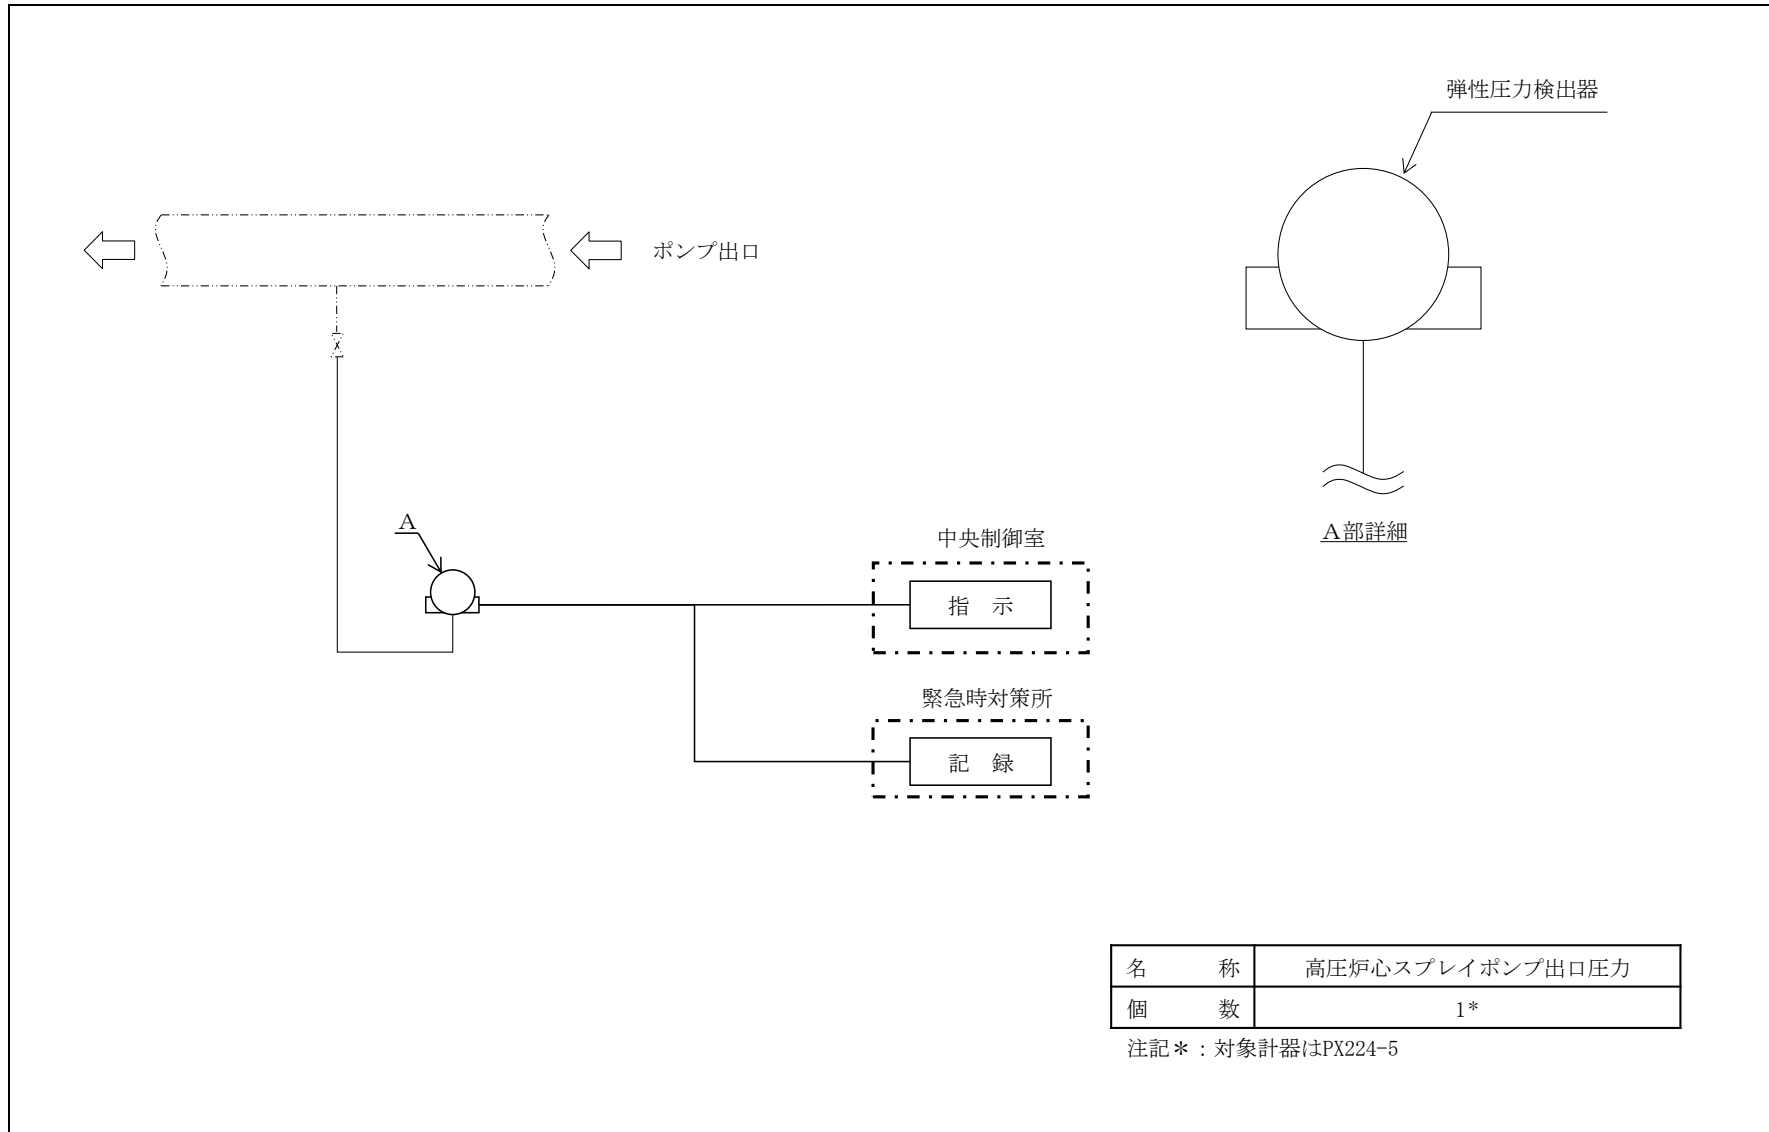 弾性圧力検出器
ポンプ出口
A
A部詳細
中央制御室
指 示
緊急時対策所
記 録
名 称 高圧炉心スプレイポンプ出口圧力
個 数 1*
注記*:対象計器はPX224-5